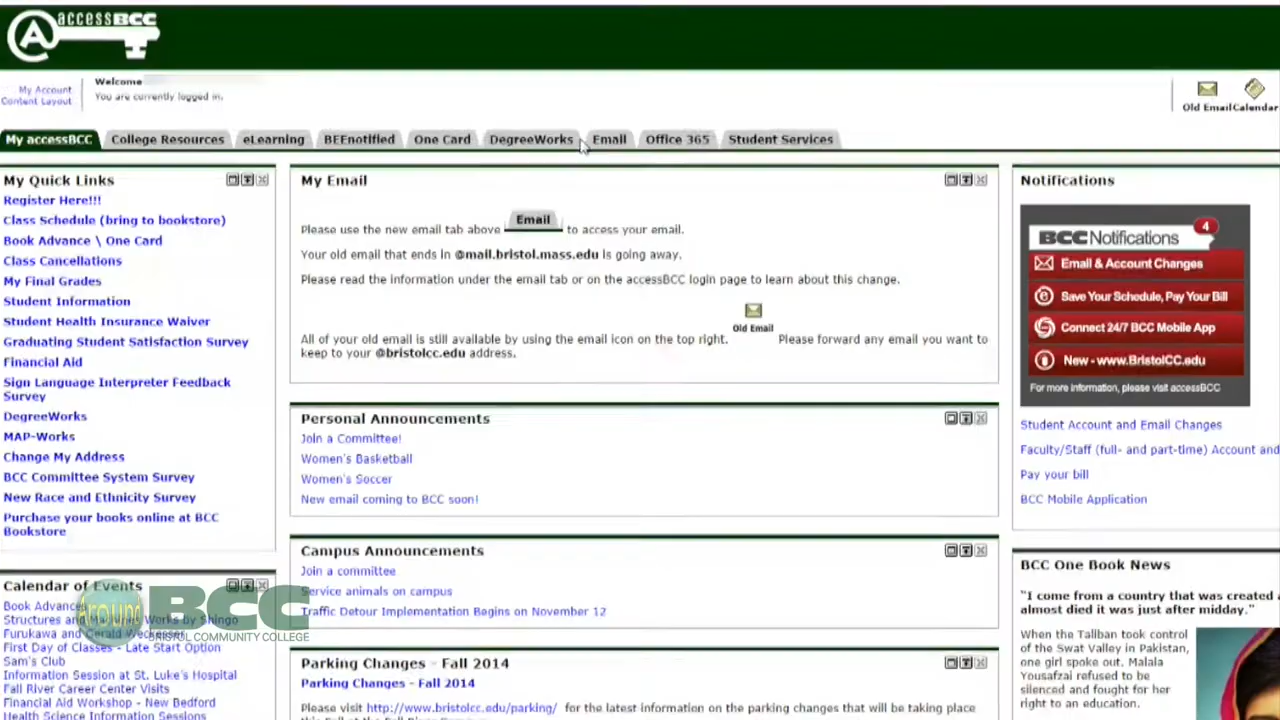 accessBCC
My Account
Content Layout
Welcome
You are currently logged in.
Old Email
Calendar
My accessBCC
College Resources
eLearning
BEEnotified
One Card
DegreeWorks
Email
Office 365
Student Services
My Quick Links
Register Here!!!
Class Schedule (bring to bookstore)
Book Advance \ One Card
Class Cancellations
My Final Grades
Student Information
Student Health Insurance Waiver
Graduating Student Satisfaction Survey
Financial Aid
Sign Language Interpreter Feedback
Survey
DegreeWorks
MAP-Works
Change My Address
BCC Committee System Survey
New Race and Ethnicity Survey
Purchase your books online at BCC
Bookstore
Calendar of Events
Book Advance
Structures and Works By Shingo
Furukawa and Gerald
First Day of Classes - Late Start Option
Sam's Club
Information Session at St. Luke's Hospital
Fall River Career Center Visits
Financial Aid Workshop - New Bedford
Health Science Information Sessions
Around BCC
BRISTOL COMMUNITY COLLEGE
My Email
Please use the new email tab above Email to access your email.
Your old email that ends in @mail.bristol.mass.edu is going away.
Please read the information under the email tab or on the accessBCC login page to learn about this change.
Old Email
All of your old email is still available by using the email icon on the top right. Please forward any email you want to
keep to your @bristolcc.edu address.
Personal Announcements
Join a Committee!
Women's Basketball
Women's Soccer
New email coming to BCC soon!
Campus Announcements
Join a committee
Service animals on campus
Traffic Detour Implementation Begins on November 12
Parking Changes - Fall 2014
Parking Changes - Fall 2014
Please visit http://www.bristolcc.edu/parking/ for the latest information on the parking changes that will be taking place
Notifications
BCC Notifications 4
Email & Account Changes
Save Your Schedule, Pay Your Bill
Connect 24/7 BCC Mobile App
New - www.BristolCC.edu
For more information, please visit accessBCC
Student Account and Email Changes
Faculty/Staff (full- and part-time) Account and
Pay your bill
BCC Mobile Application
BCC One Book News
"I come from a country that was created
almost died it was just after midday."
When the Taliban took control
of the Swat Valley in Pakistan,
one girl spoke out. Malala
Yousafzai refused to be
silenced and fought for her
right to an education.